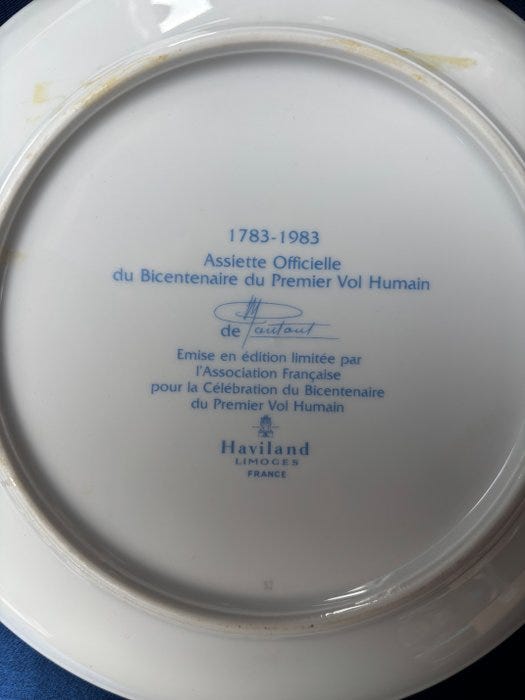 1783-1983
Assiette Officielle
du Bicentenaire du Premier Vol Humain
de
Emise en édition limitée par
l'Association Française
pour la Célébration du Bicentenaire
du Premier Vol Humain
Haviland
LIMOGES
FRANCE